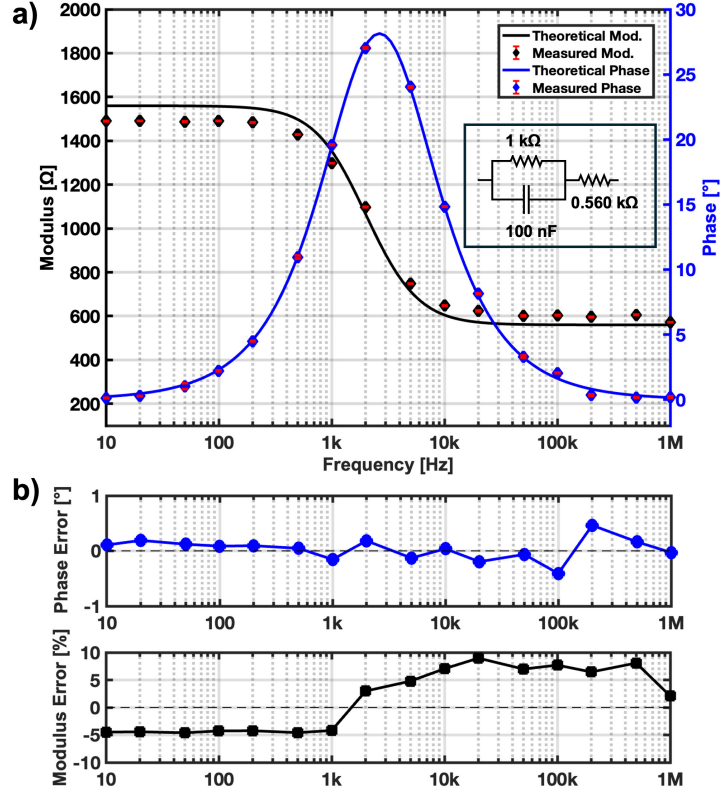 a)
2000
1800
1600
1400
1200
1000
800
600
400
200
Modulus [Ω]
30
25
20
15
10
5
0
Phase [°]
Theoretical Mod.
Measured Mod.
Theoretical Phase
Measured Phase
1 kΩ
0.560 kΩ
100 nF
10 100 1k 10k 100k 1M
Frequency [Hz]
b)
Phase Error [°]
1
0
-1
10 100 1k 10k 100k 1M
Modulus Error [%]
10
5
0
-5
-10
10 100 1k 10k 100k 1M